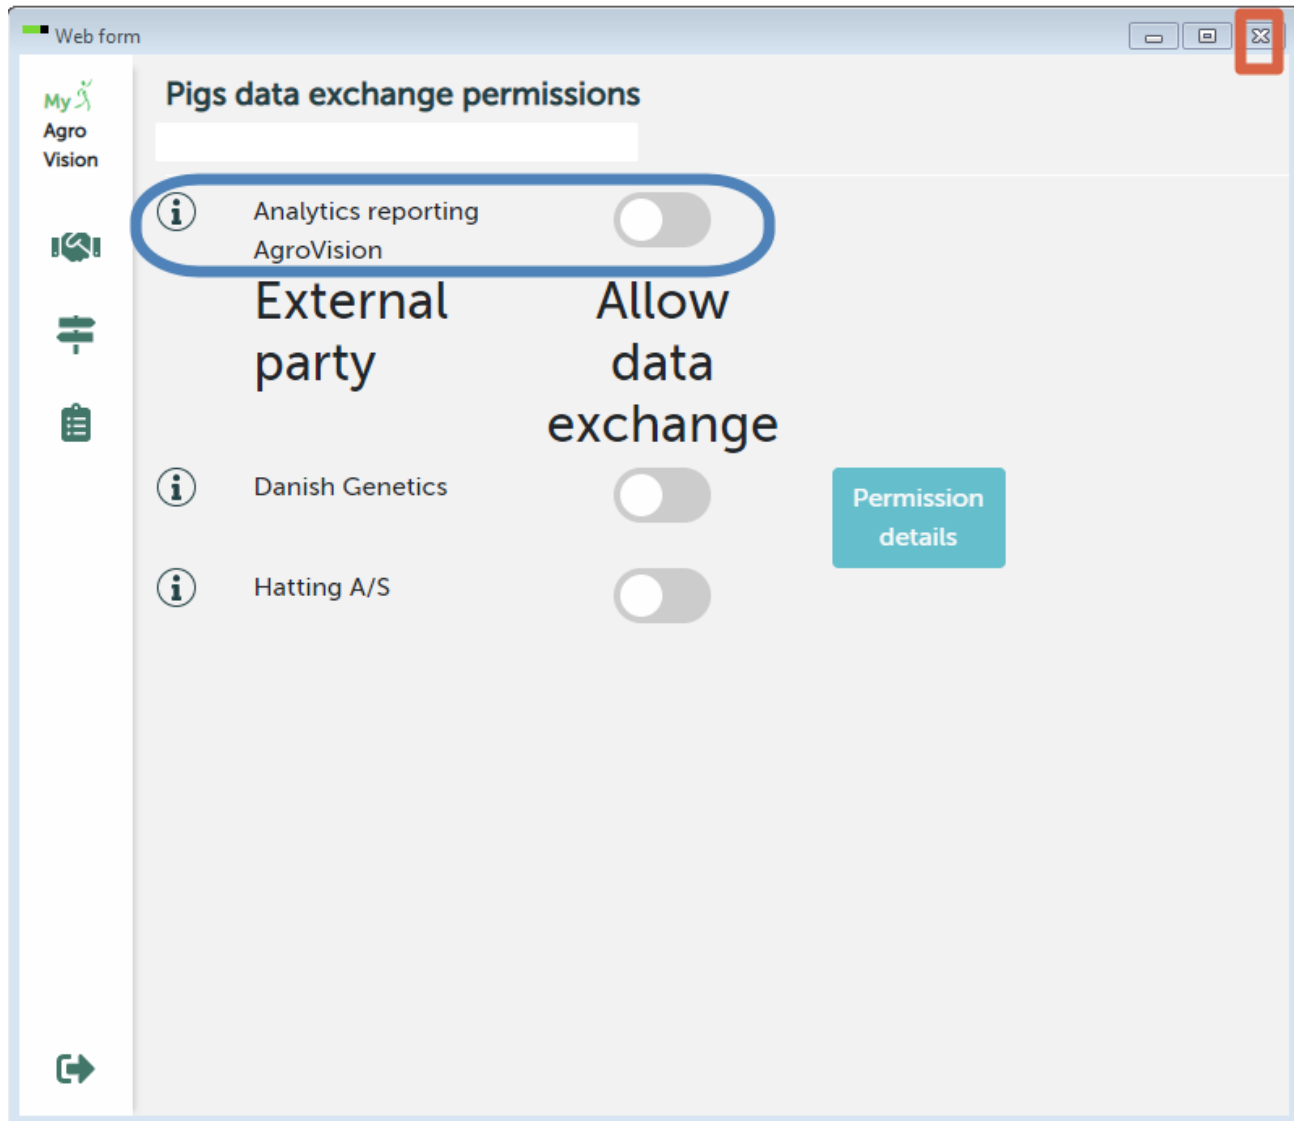 Web form
My
Agro
Vision
Pigs data exchange permissions
Analytics reporting
AgroVision
External
party
Allow
data
exchange
Danish Genetics
Permission
details
Hatting A/S